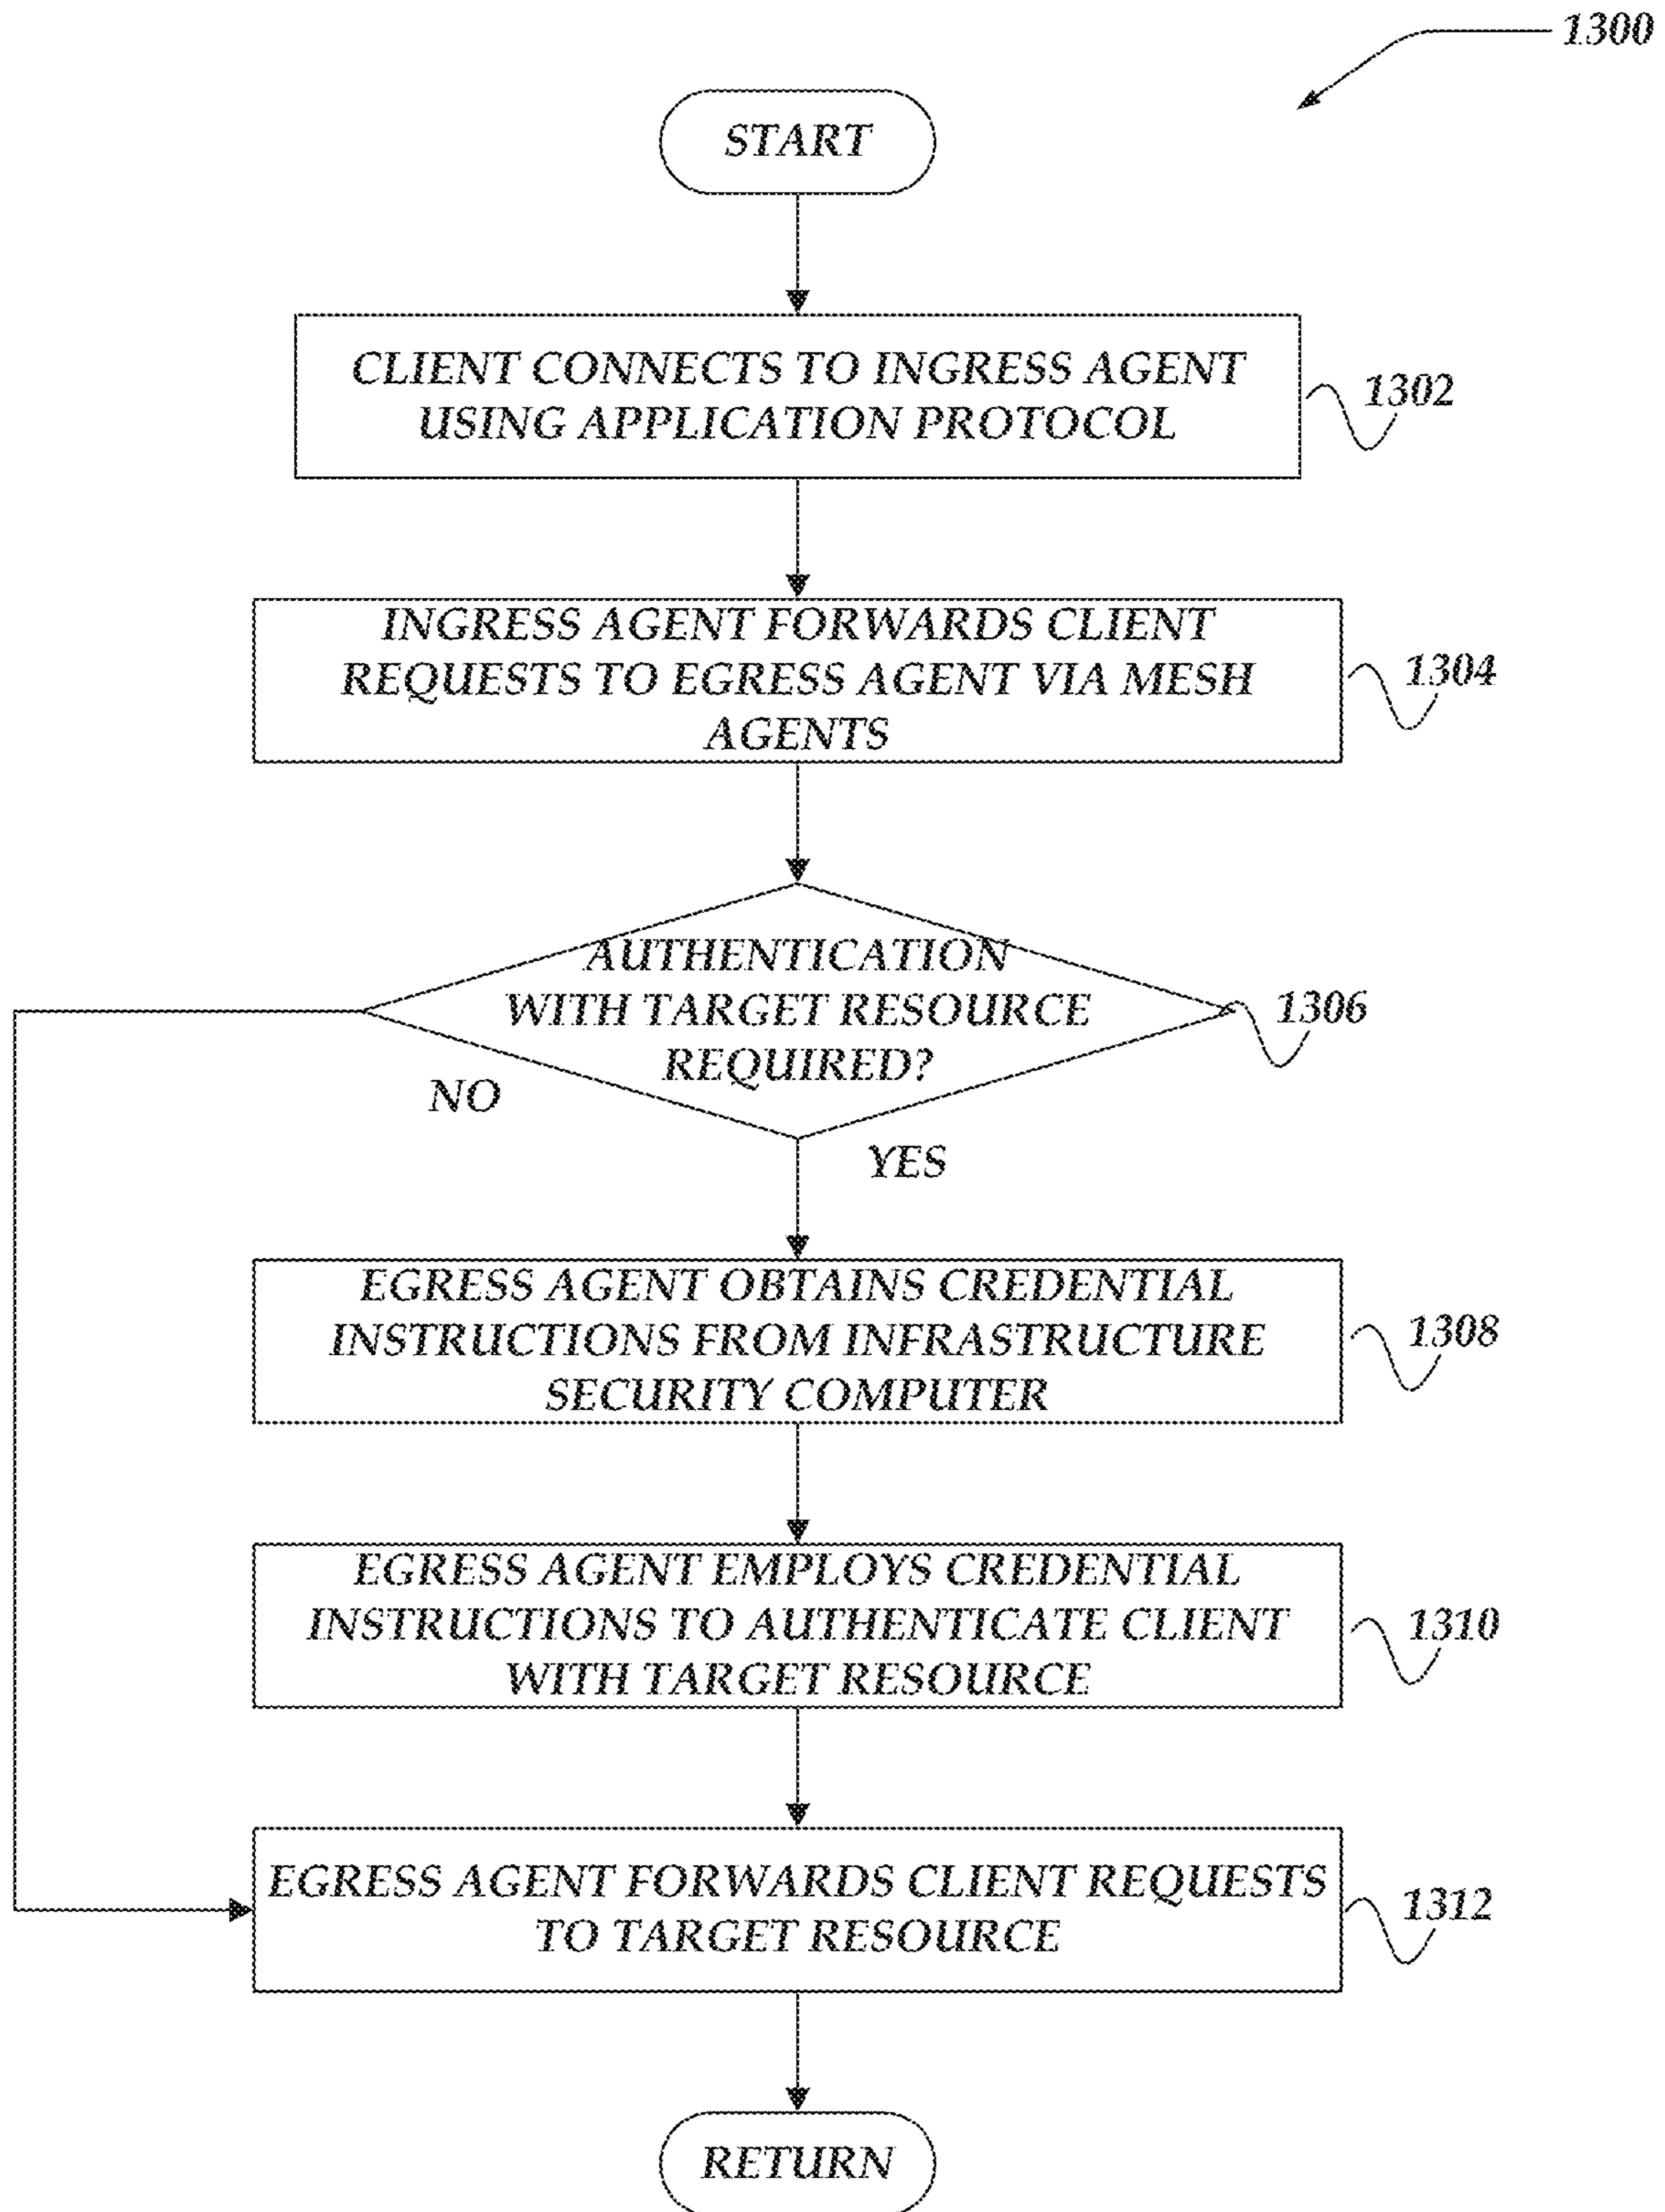 1300
START
CLIENT CONNECTS TO INGRESS AGENT
USING APPLICATION PROTOCOL
1302
INGRESS AGENT FORWARDS CLIENT
REQUESTS TO EGRESS AGENT VIA MESH
AGENTS
1304
AUTHENTICATION
WITH TARGET RESOURCE
REQUIRED?
1306
NO
YES
EGRESS AGENT OBTAINS CREDENTIAL
INSTRUCTIONS FROM INFRASTRUCTURE
SECURITY COMPUTER
1308
EGRESS AGENT EMPLOYS CREDENTIAL
INSTRUCTIONS TO AUTHENTICATE CLIENT
WITH TARGET RESOURCE
1310
EGRESS AGENT FORWARDS CLIENT REQUESTS
TO TARGET RESOURCE
1312
RETURN